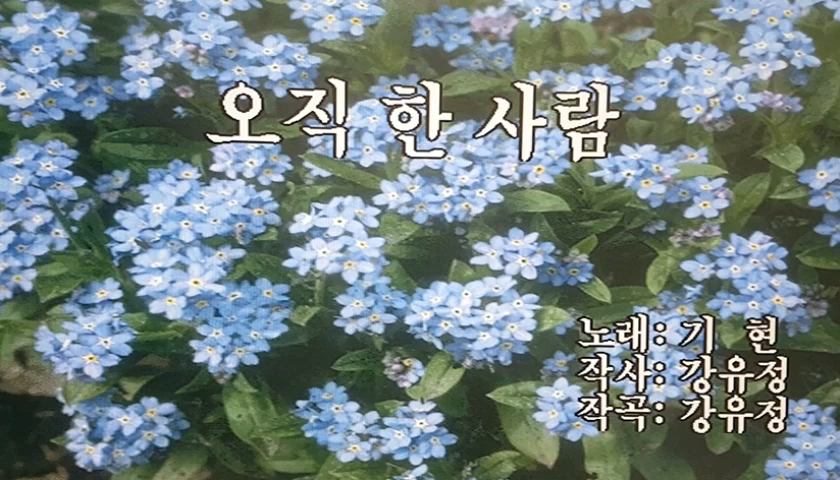 오직 한 사람
노래: 기 현
작사: 강유정
작곡: 강유정